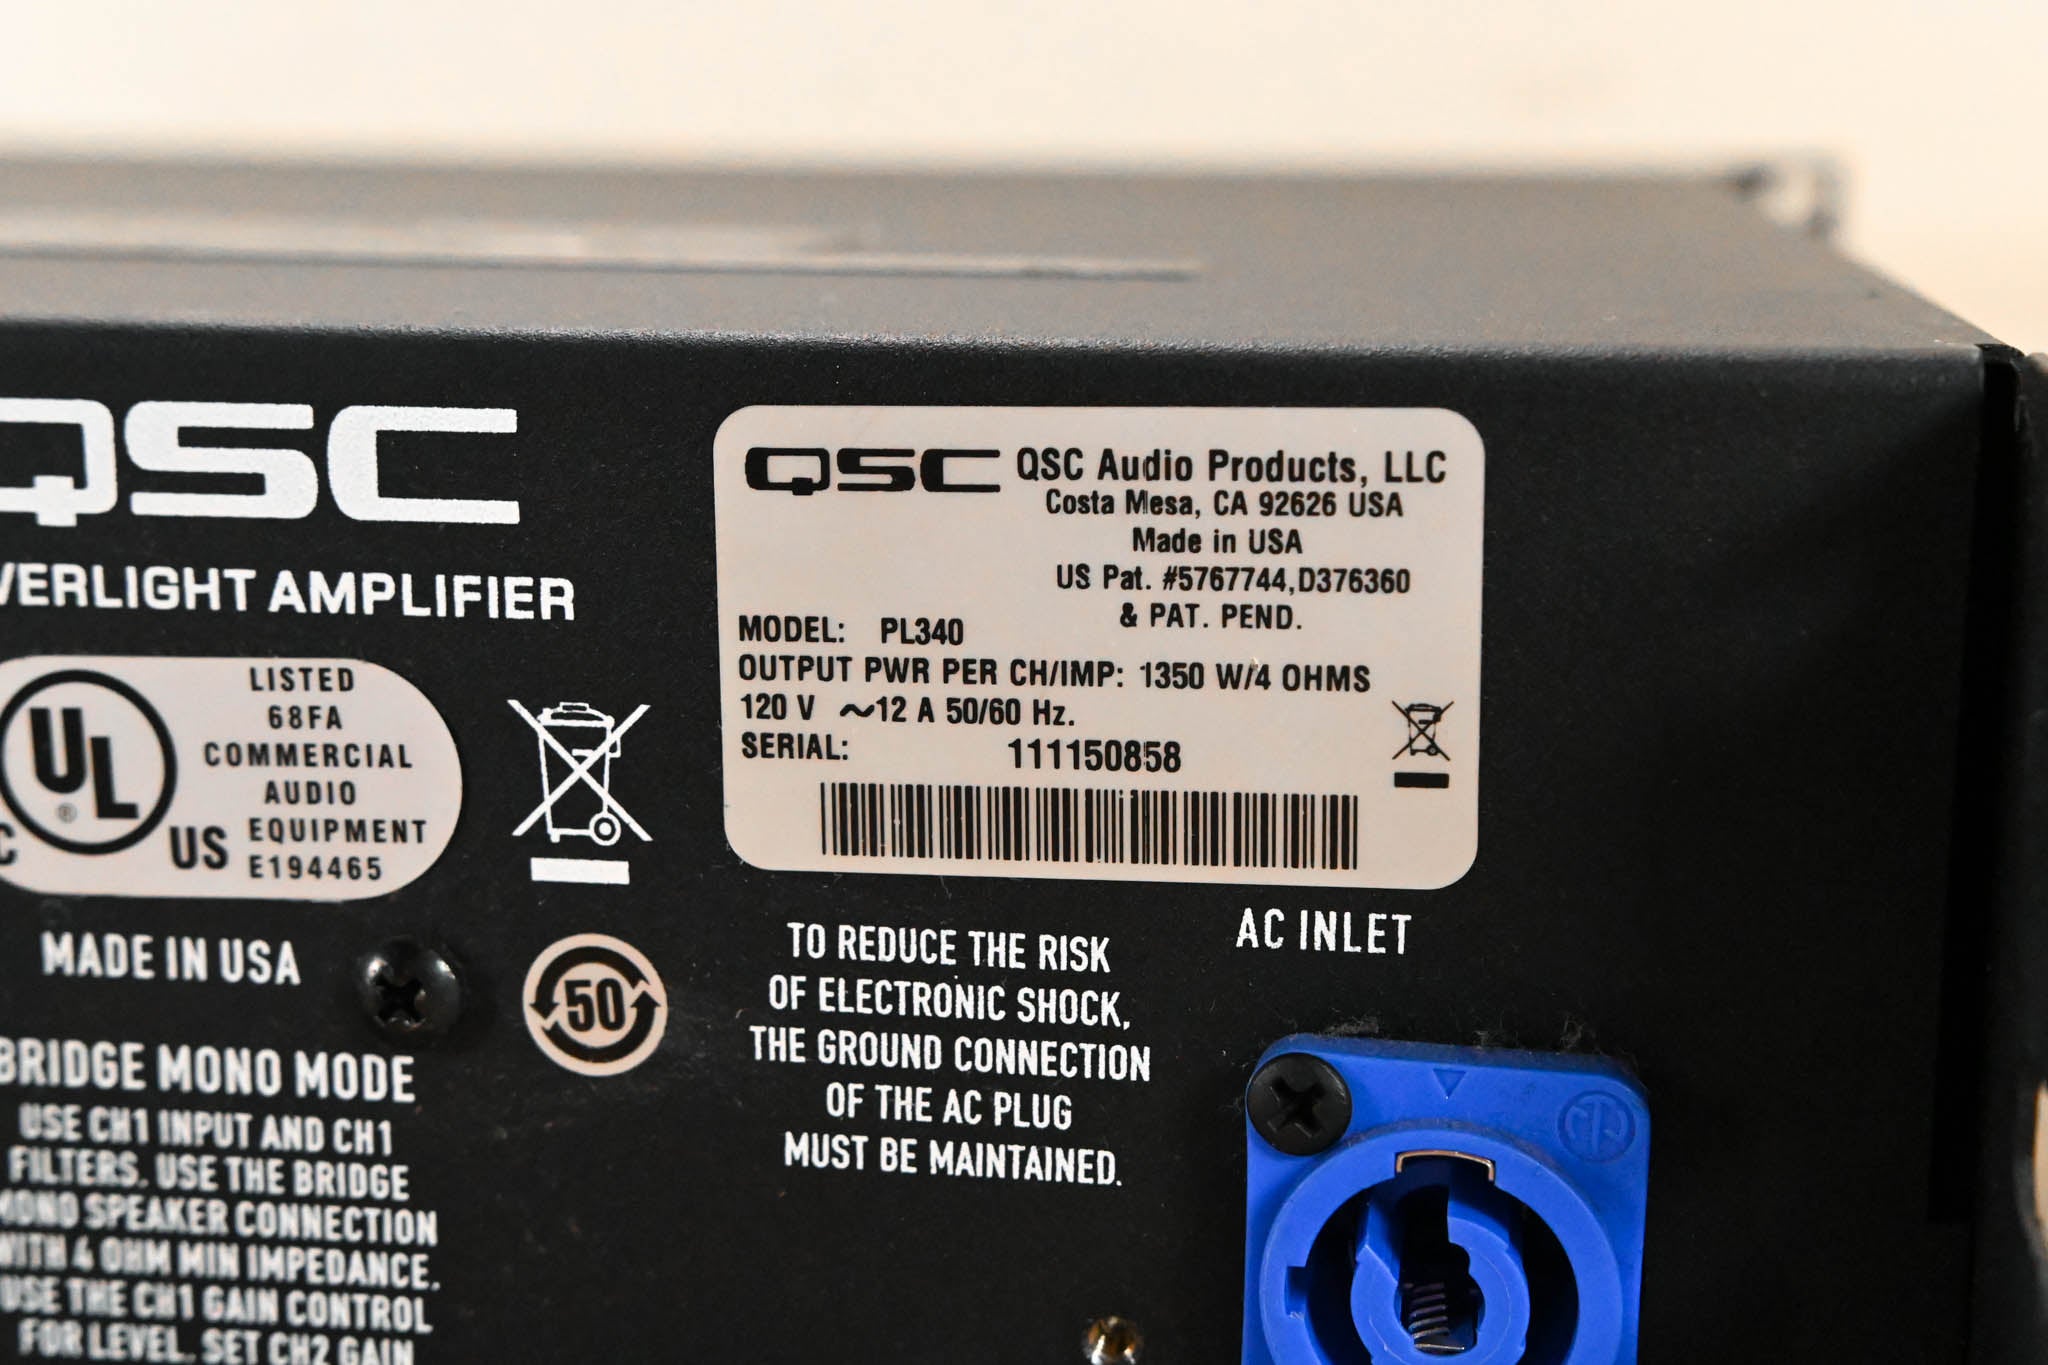 QSC
AMPLIFIER
UL
®
US
LISTED
68FA
COMMERCIAL
AUDIO
EQUIPMENT
E194465
MADE IN USA
BRIDGE MONO MODE
USE CH1 INPUT AND CH1
FILTERS. USE THE BRIDGE
MONO SPEAKER CONNECTION
WITH 4 OHM MIN IMPEDANCE.
USE THE CH1 GAIN CONTROL
FOR LEVEL. SET CH2 GAIN
50
QSC QSC Audio Products, LLC
Costa Mesa, CA 92626 USA
Made in USA
US Pat. #5767744,D376360
& PAT. PEND.
MODEL: PL340
OUTPUT PWR PER CH/IMP: 1350 W/4 OHMS
120 V ~12 A 50/60 Hz.
SERIAL: 111150858
AC INLET
TO REDUCE THE RISK
OF ELECTRONIC SHOCK,
THE GROUND CONNECTION
OF THE AC PLUG
MUST BE MAINTAINED.